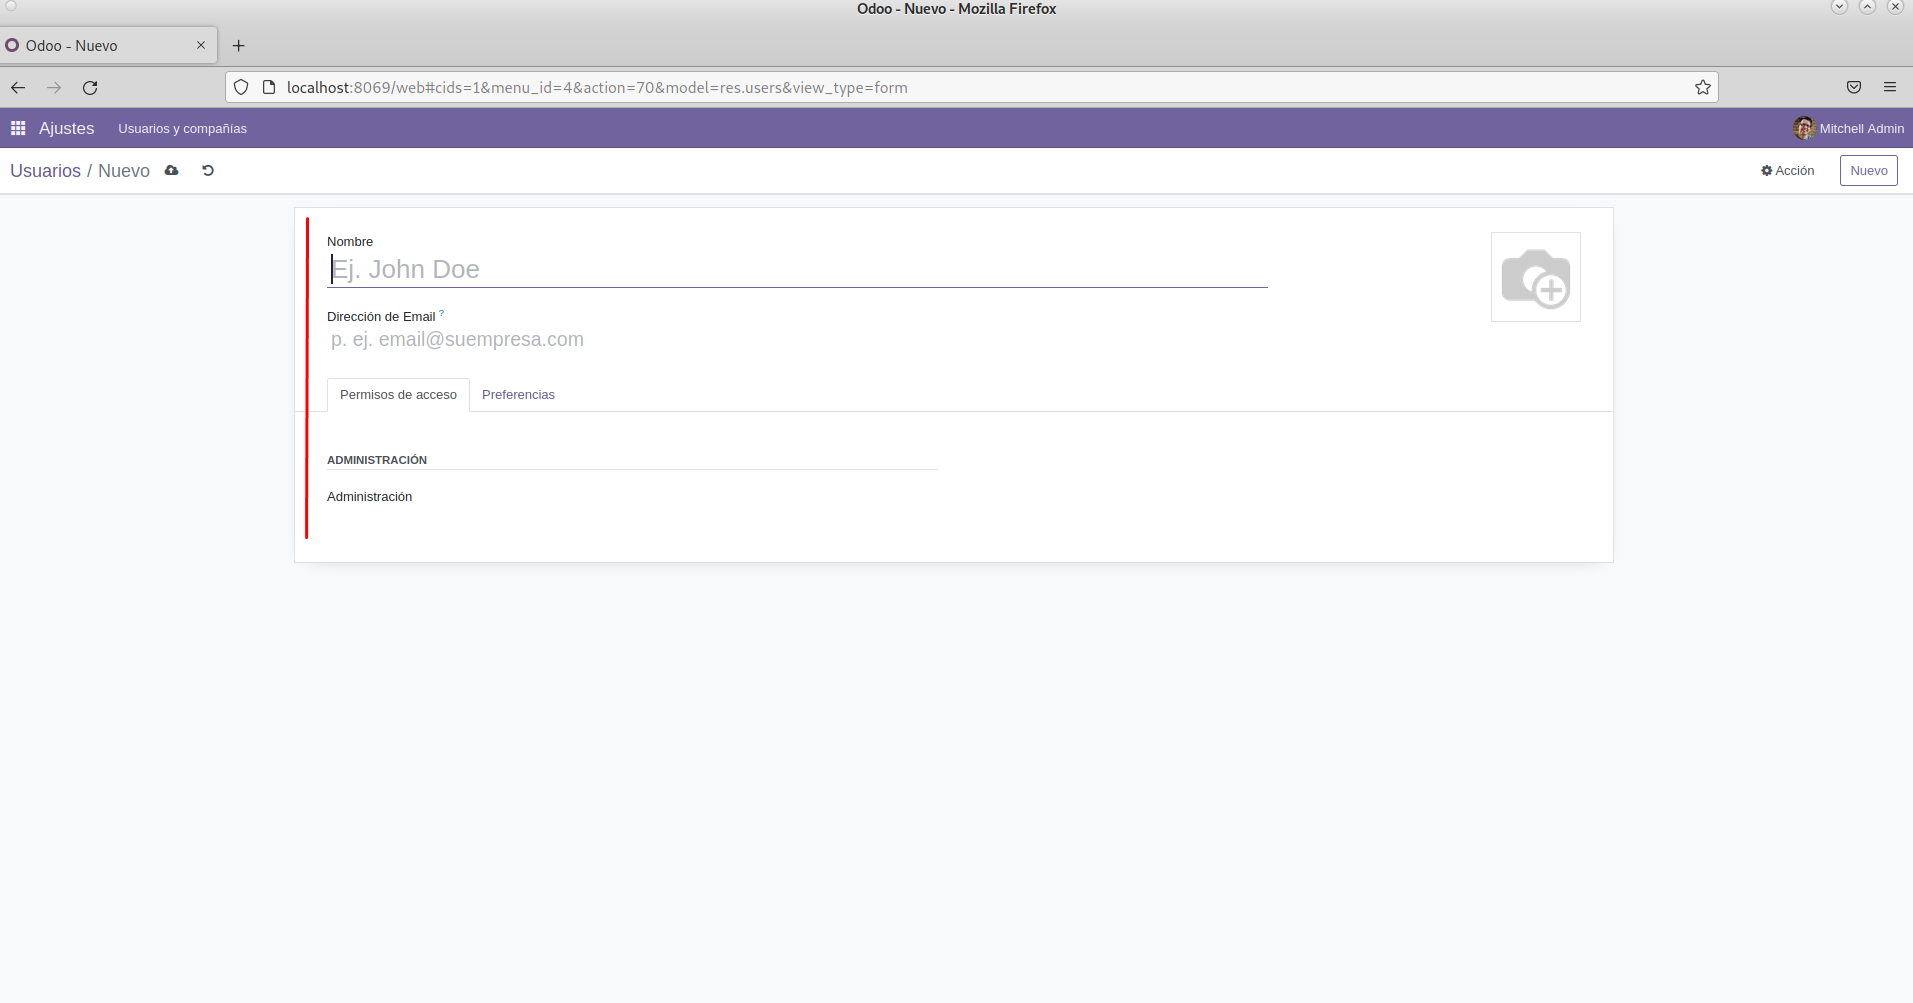 Odoo - Nuevo - Mozilla Firefox
Odoo - Nuevo
localhost:8069/web#cids=1&menu_id=4&action=70&model=res.users&view_type=form
Ajustes Usuarios y compañías Mitchell Admin
Usuarios / Nuevo Acción Nuevo
Nombre
Ej. John Doe
Dirección de Email ?
p. ej. email@suempresa.com
Permisos de acceso Preferencias
ADMINISTRACIÓN
Administración